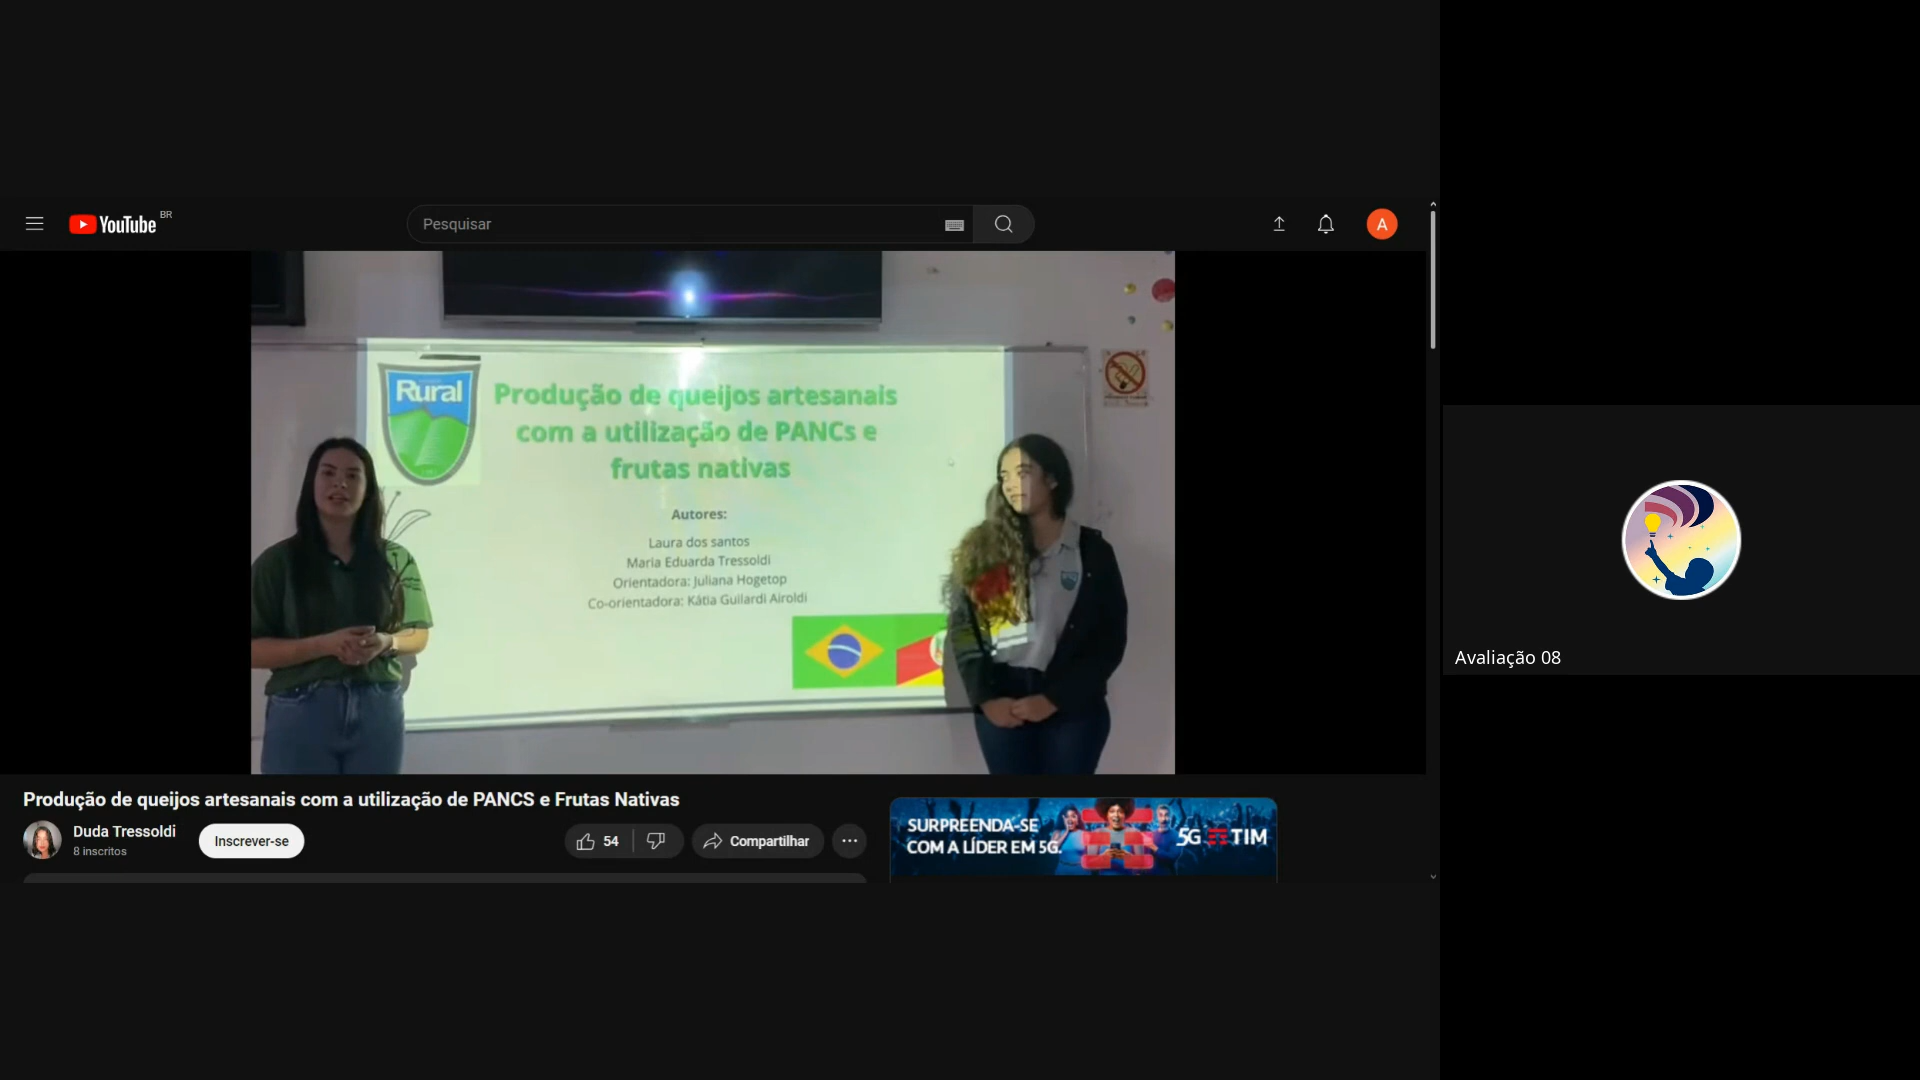 YouTube
BR
Pesquisar
A
Rural
Produção de queijos artesanais
com a utilização de PANCs e
frutas nativas
Autores:
Laura dos santos
Maria Eduarda Tressoldi
Orientadora: Juliana Hogetop
Co-orientadora: Kátia Guilardi Airoldi
Produção de queijos artesanais com a utilização de PANCS e Frutas Nativas
Duda Tressoldi
8 inscritos
Inscrever-se
54
Compartilhar
SURPREENDA-SE
COM A LÍDER EM 5G.
5G TIM
Avaliação 08